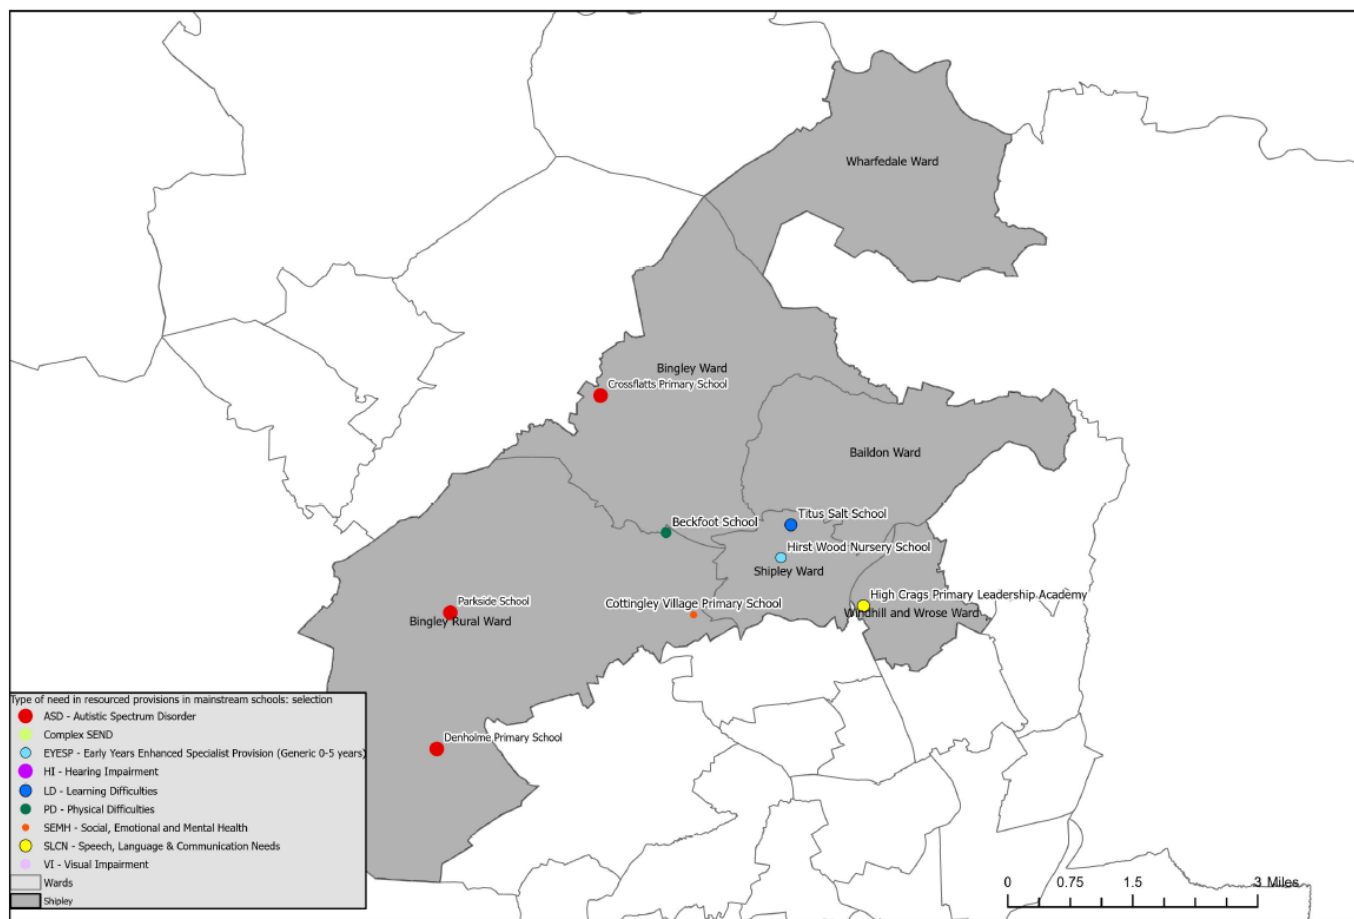 Wharfedale Ward
Bingley Ward
Crossflatts Primary School
Baildon Ward
Titus Salt School
Beckfoot School
Hirst Wood Nursery School
Shipley Ward
High Crags Primary Leadership Academy
Windhill and Wrose Ward
Cottingley Village Primary School
Parkside School
Bingley Rural Ward
Denholme Primary School
Type of need in resourced provisions in mainstream schools: selection
ASD - Autistic Spectrum Disorder
Complex SEND
EYESP - Early Years Enhanced Specialist Provision (Generic 0-5 years)
HI - Hearing Impairment
LD - Learning Difficulties
PD - Physical Difficulties
SEMH - Social, Emotional and Mental Health
SLCN - Speech, Language & Communication Needs
VI - Visual Impairment
Wards
Shipley
0 0.75 1.5 3 Miles